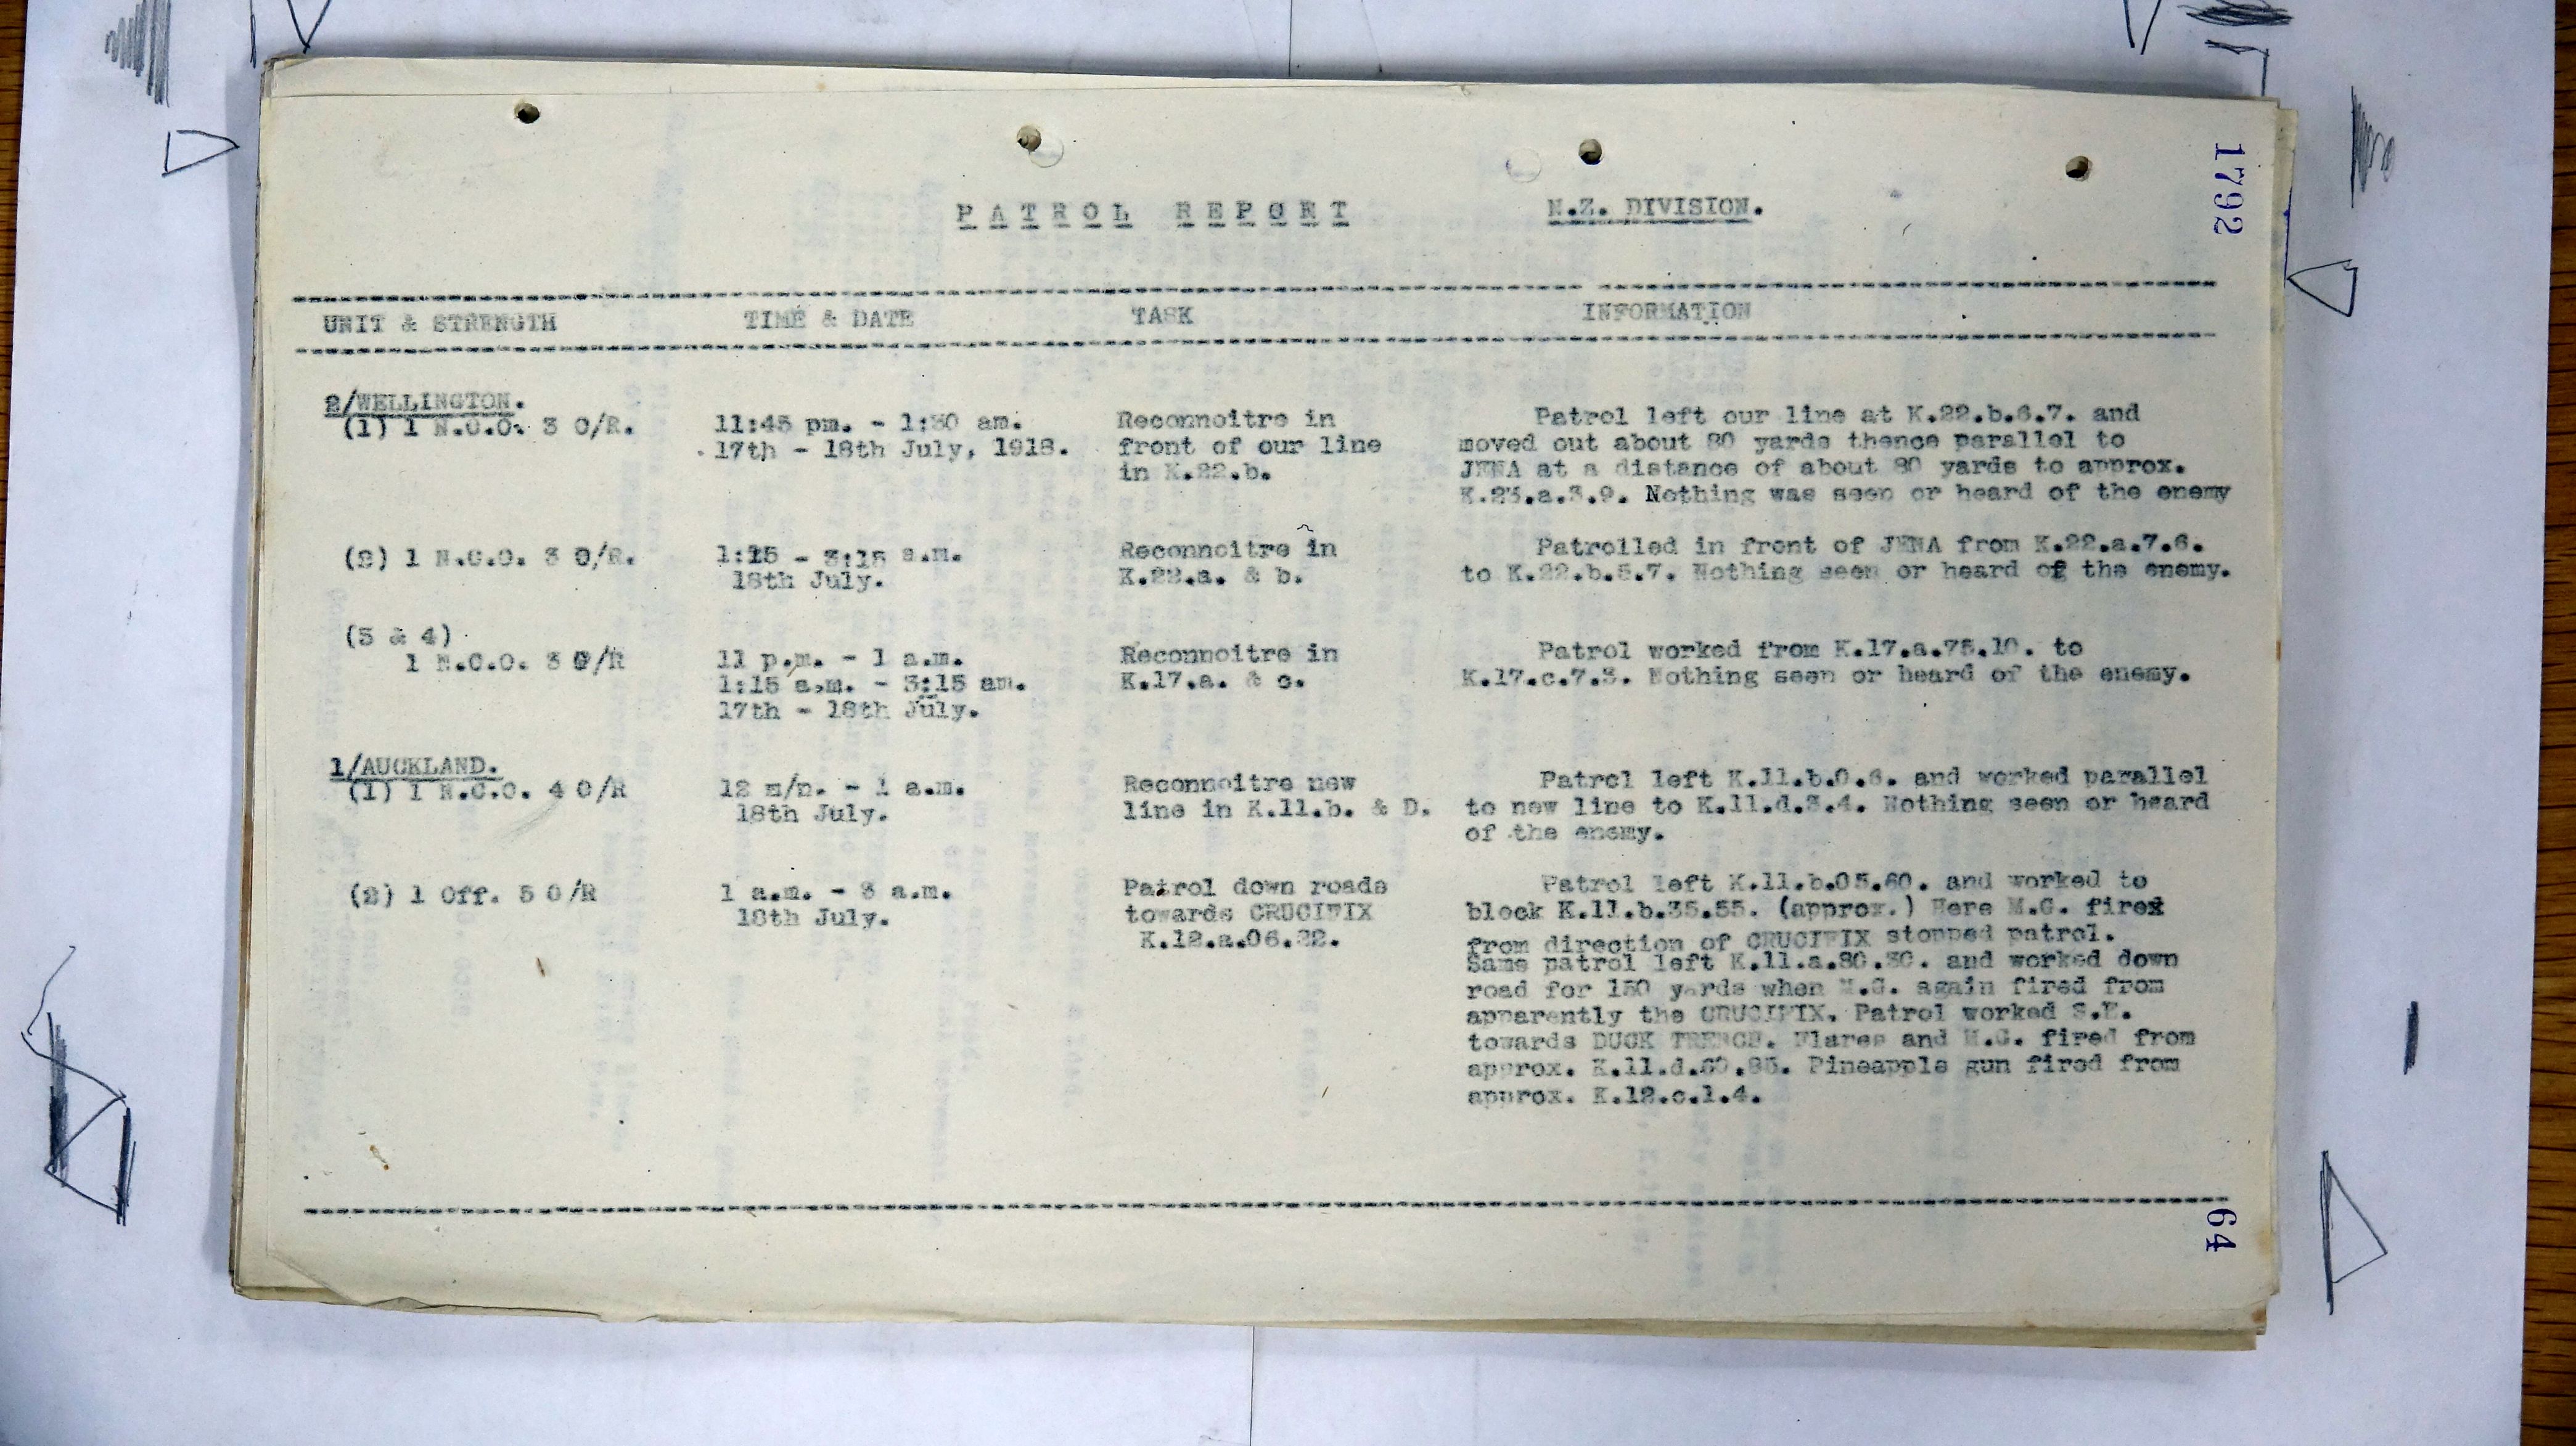 1792
PATROL REPORT N.Z. DIVISION.
UNIT & STRENGTH TIME & DATE TASK INFORMATION
2/WELLINGTON.
(1) 1 N.C.O. 3 O/R. 11:45 pm. - 1:30 am. Reconnoitre in Patrol left our line at K.22.b.6.7. and
17th - 18th July, 1918. front of our line moved out about 80 yards thence parallel to
in K.22.b. JENA at a distance of about 80 yards to approx.
K.23.a.3.9. Nothing was seen or heard of the enemy
(2) 1 N.C.O. 3 O/R. 1:15 - 3:15 a.m. Reconnoitre in Patrolled in front of JENA from K.22.a.7.6.
18th July. K.22.a. & b. to K.22.b.5.7. Nothing seen or heard of the enemy.
(3 & 4)
1 N.C.O. 3 O/R 11 p.m. - 1 a.m. Reconnoitre in Patrol worked from K.17.a.75.10. to
1:15 a.m. - 3:15 am. K.17.a. & c. K.17.c.7.3. Nothing seen or heard of the enemy.
17th - 18th July.
1/AUCKLAND.
(1) 1 N.C.O. 4 O/R 12 m/n. - 1 a.m. Reconnoitre new Patrol left K.11.b.0.6. and worked parallel
18th July. line in K.11.b. & D. to new line to K.11.d.3.4. Nothing seen or heard
of the enemy.
(2) 1 Off. 5 O/R 1 a.m. - 3 a.m. Patrol down roads Patrol left K.11.b.05.60. and worked to
18th July. towards CRUCIFIX block K.11.b.35.55. (approx.) Here M.G. fire
K.12.a.06.22. from direction of CRUCIFIX stopped patrol.
Same patrol left K.11.a.80.30. and worked down
road for 150 yards when M.G. again fired from
apparently the CRUCIFIX. Patrol worked S.E.
towards DUCK TRENCH. Flares and M.G. fired from
approx. K.11.d.60.85. Pineapple gun fired from
approx. K.12.c.1.4.
64